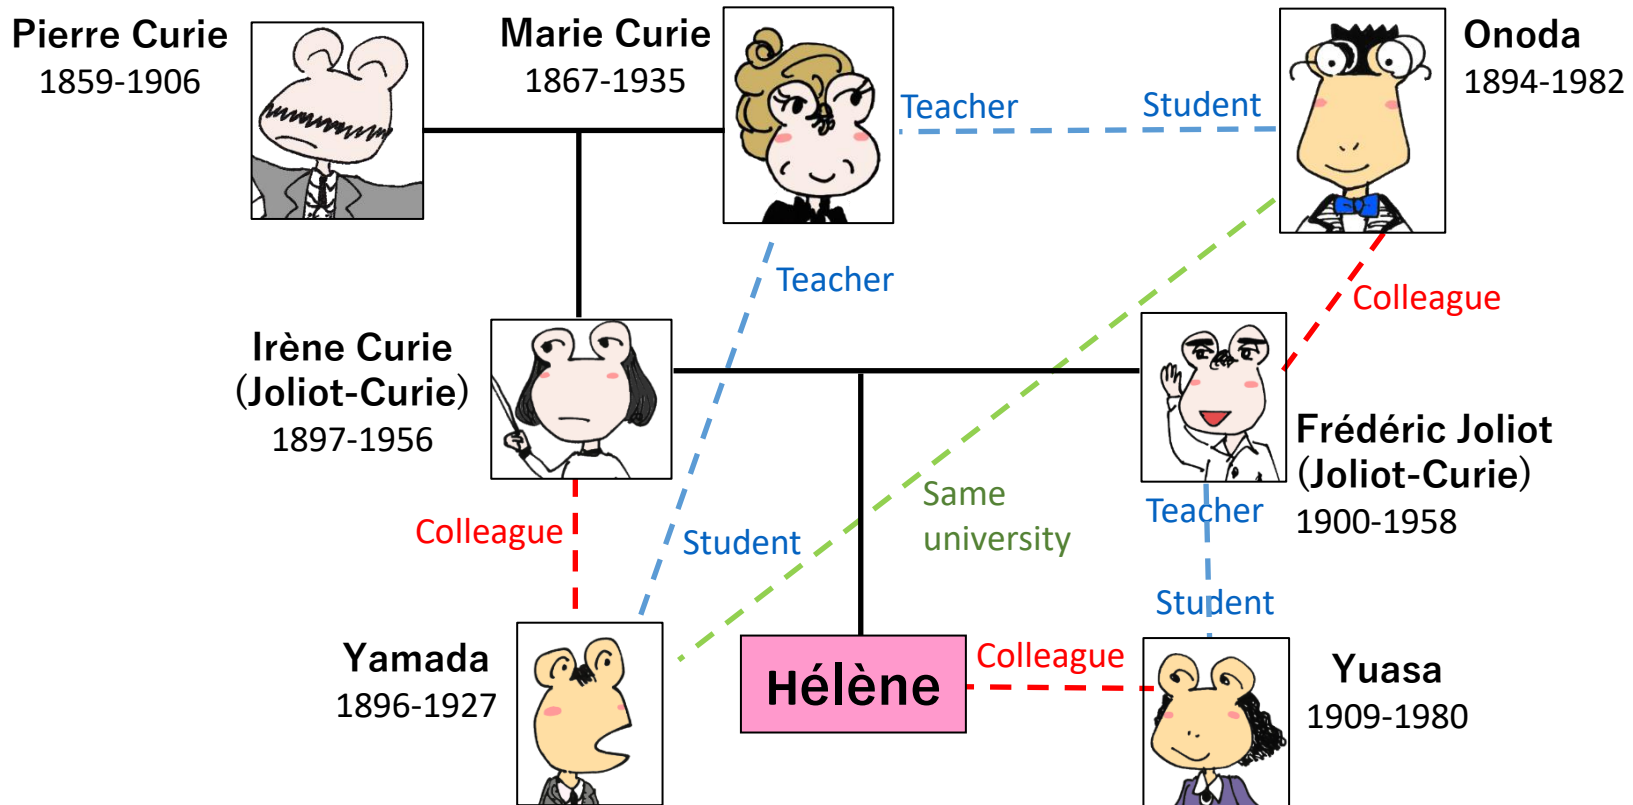 Pierre Curie
1859-1906
Marie Curie
1867-1935
Onoda
1894-1982
Teacher
Student
Teacher
Colleague
Irène Curie
(Joliot-Curie)
1897-1956
Frédéric Joliot
(Joliot-Curie)
1900-1958
Colleague
Student
Same
university
Teacher
Student
Yamada
1896-1927
Hélène
Colleague
Yuasa
1909-1980